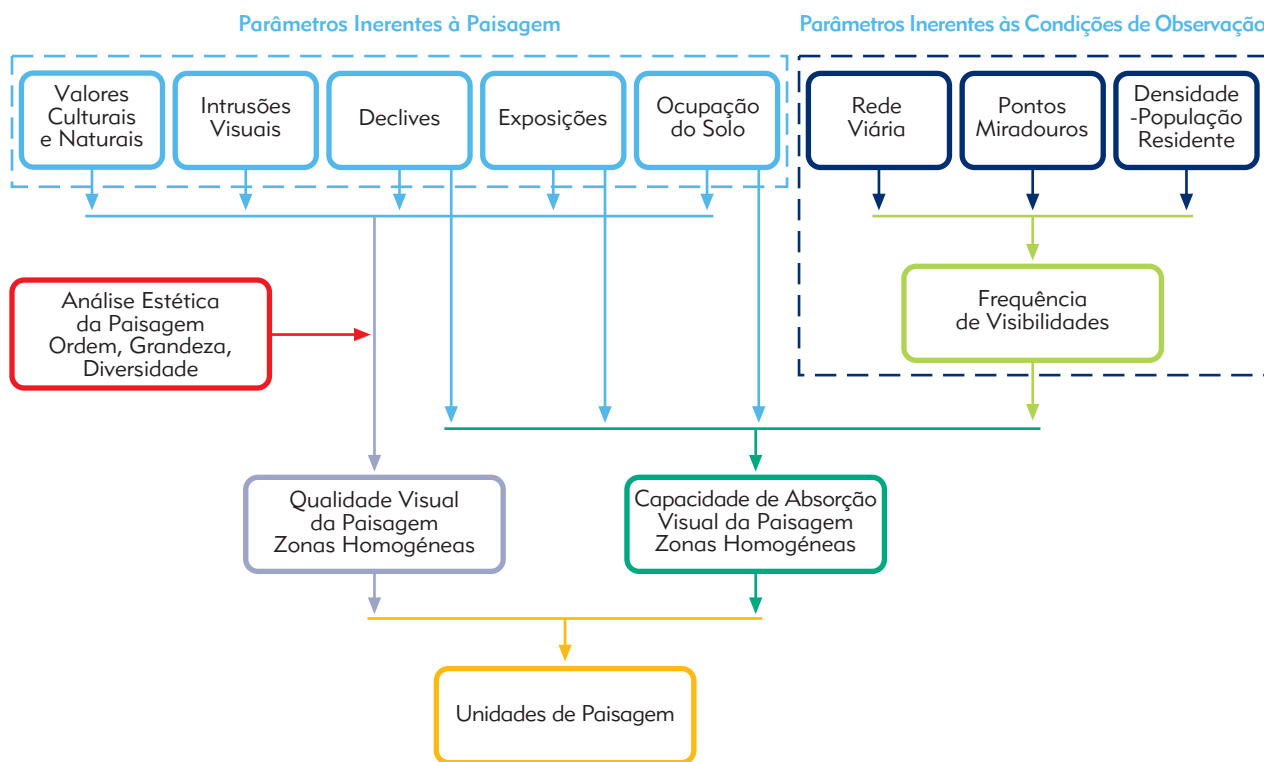 Parâmetros Inerentes à Paisagem
Parâmetros Inerentes às Condições de Observação
Valores
Culturais
e Naturais
Intrusões
Visuais
Declives
Exposições
Ocupação
do Solo
Rede
Viária
Pontos
Miradouros
Densidade
-População
Residente
Análise Estética
da Paisagem
Ordem, Grandeza,
Diversidade
Frequência
de Visibilidades
Qualidade Visual
da Paisagem
Zonas Homogéneas
Capacidade de Absorção
Visual da Paisagem
Zonas Homogéneas
Unidades de Paisagem